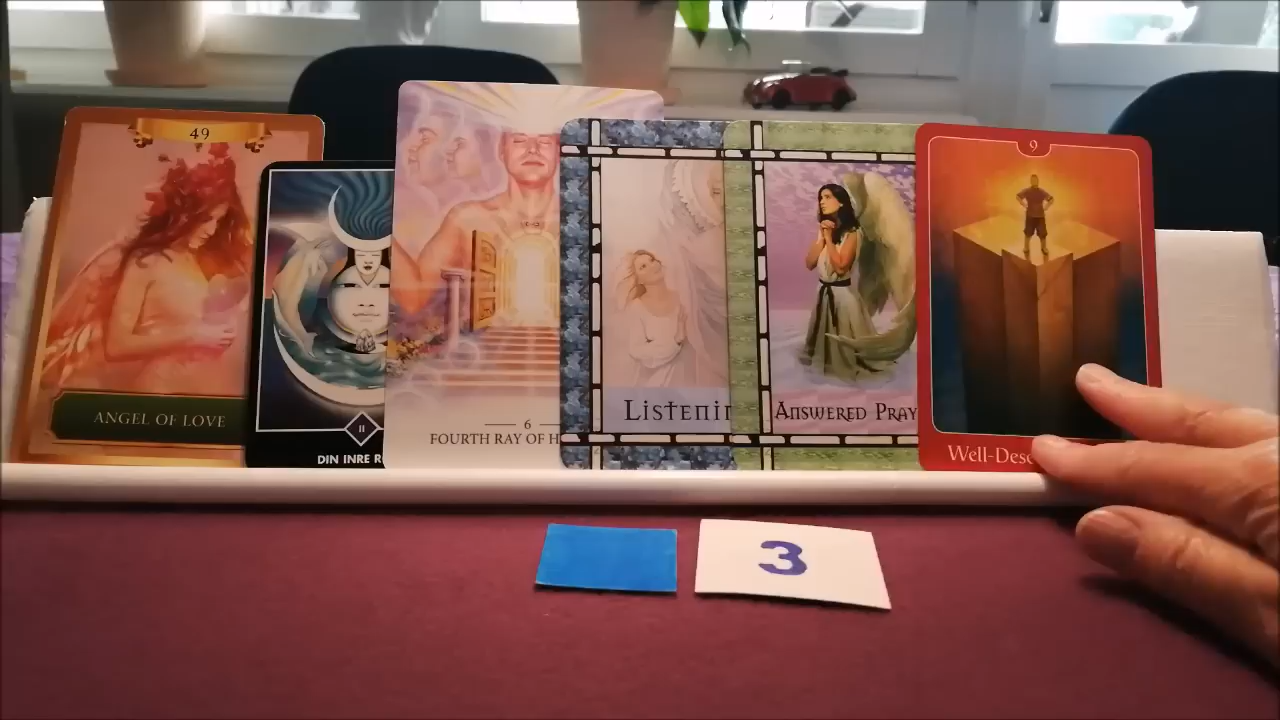 49
ANGEL OF LOVE
II
DIN INRE R
6
FOURTH RAY OF H
Listenin
Answered Pray
9
Well-Dese
3